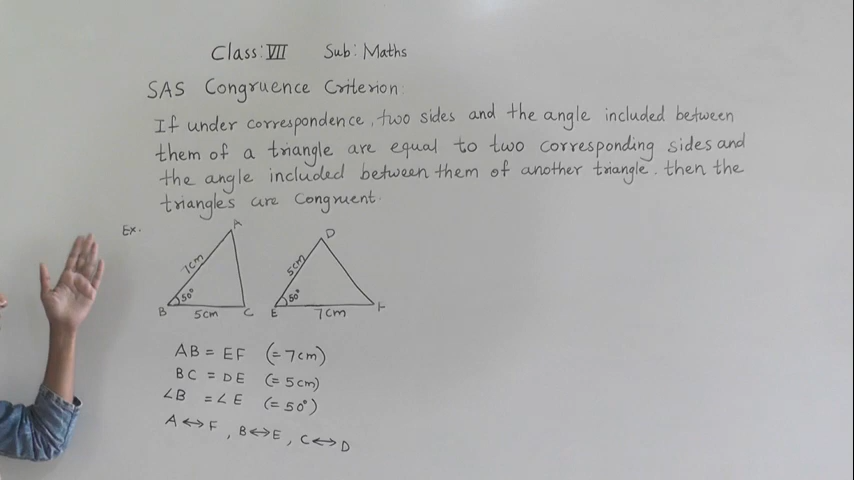 Class: VII Sub: Maths
SAS Congruence Criterion:
If under correspondence, two sides and the angle included between
them of a triangle are equal to two corresponding sides and
the angle included between them of another triangle. then the
triangles are congruent.
Ex.
A
D
7cm
5cm
50°
50°
B
5cm
C
E
7cm
F
AB = EF (= 7cm)
BC = DE (= 5cm)
∠B = ∠E (= 50°)
A ↔ F, B ↔ E, C ↔ D